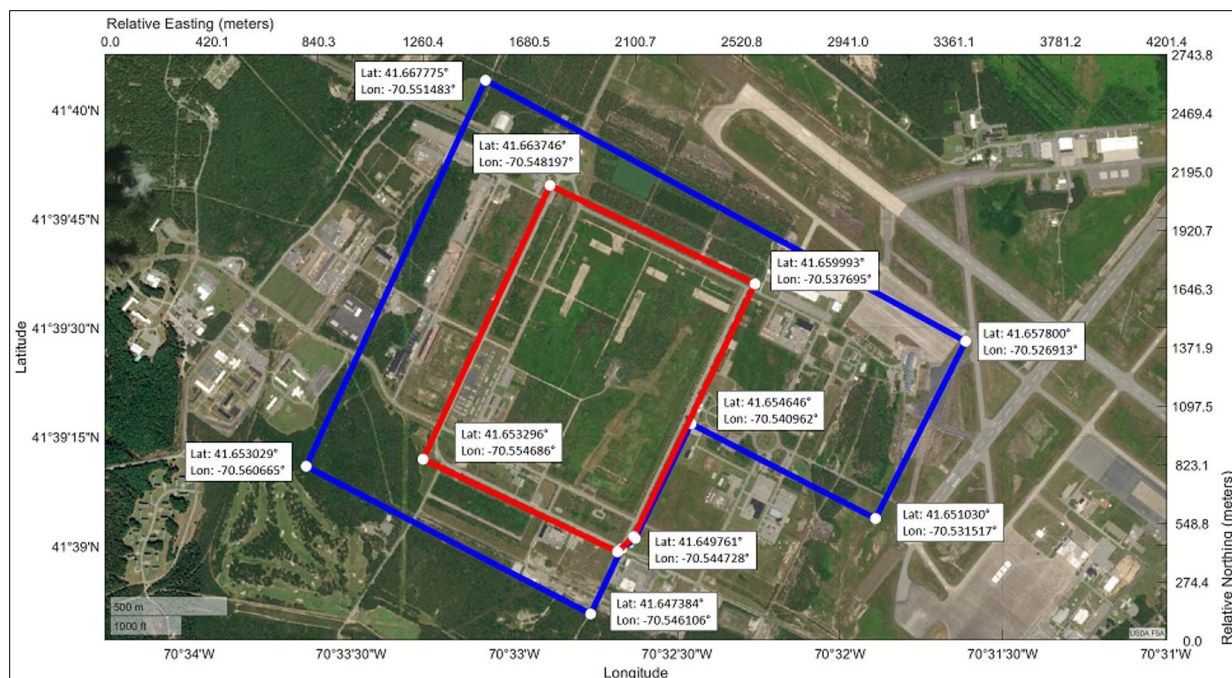 Relative Easting (meters)
0.0 420.1 840.3 1260.4 1680.5 2100.7 2520.8 2941.0 3361.1 3781.2 4201.4
2743.8
Lat: 41.667775°
Lon: -70.551483°
41°40'N
2469.4
Lat: 41.663746°
Lon: -70.548197°
2195.0
41°39'45"N
1920.7
Lat: 41.659993°
Lon: -70.537695°
1646.3
41°39'30"N
Lat: 41.657800°
Lon: -70.526913°
1371.9
Latitude
Lat: 41.654646°
Lon: -70.540962°
1097.5
41°39'15"N
Lat: 41.653296°
Lon: -70.554686°
Lat: 41.653029°
Lon: -70.560665°
823.1
Lat: 41.651030°
Lon: -70.531517°
548.8
41°39'N
Lat: 41.649761°
Lon: -70.544728°
274.4
Lat: 41.647384°
Lon: -70.546106°
500 m
1000 ft
USDA FSA
0.0
Relative Northing (meters)
70°34'W 70°33'30"W 70°33'W 70°32'30"W 70°32'W 70°31'30"W 70°31'W
Longitude